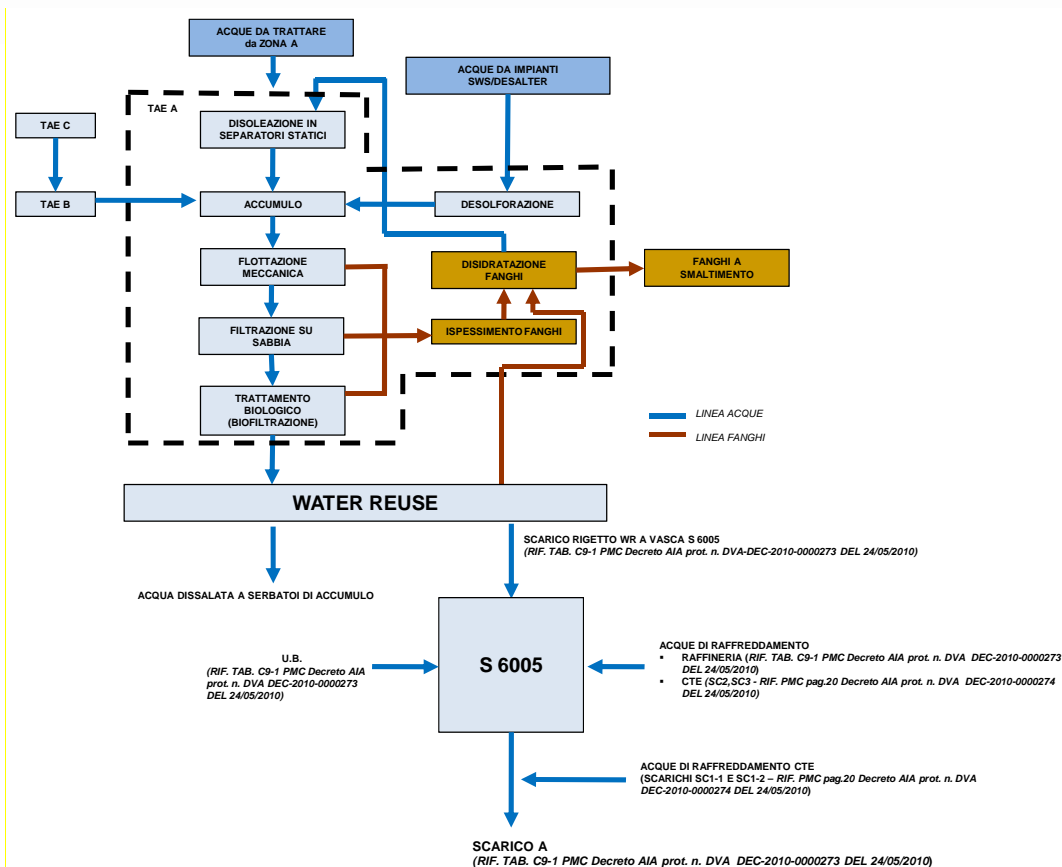 ACQUE DA TRATTARE
da ZONA A
ACQUE DA IMPIANTI
SWS/DESALTER
TAE A
TAE C
DISOLEAZIONE IN
SEPARATORI STATICI
TAE B
ACCUMULO
DESOLFORAZIONE
FLOTTAZIONE
MECCANICA
DISIDRATAZIONE
FANGHI
FANGHI A
SMALTIMENTO
FILTRAZIONE SU
SABBIA
ISPESSIMENTO FANGHI
TRATTAMENTO
BIOLOGICO
(BIOFILTRAZIONE)
LINEA ACQUE
LINEA FANGHI
WATER REUSE
SCARICO RIGETTO WR A VASCA S 6005
(RIF. TAB. C9-1 PMC Decreto AIA prot. n. DVA-DEC-2010-0000273 DEL 24/05/2010)
ACQUA DISSALATA A SERBATOI DI ACCUMULO
U.B.
(RIF. TAB. C9-1 PMC Decreto AIA
prot. n. DVA DEC-2010-0000273
DEL 24/05/2010)
S 6005
ACQUE DI RAFFREDDAMENTO
▪ RAFFINERIA (RIF. TAB. C9-1 PMC Decreto AIA prot. n. DVA DEC-2010-0000273
DEL 24/05/2010)
▪ CTE (SC2,SC3 - RIF. PMC pag.20 Decreto AIA prot. n. DVA DEC-2010-0000274
DEL 24/05/2010)
ACQUE DI RAFFREDDAMENTO CTE
(SCARICHI SC1-1 E SC1-2 – RIF. PMC pag.20 Decreto AIA prot. n. DVA
DEC-2010-0000274 DEL 24/05/2010)
SCARICO A
(RIF. TAB. C9-1 PMC Decreto AIA prot. n. DVA DEC-2010-0000273 DEL 24/05/2010)